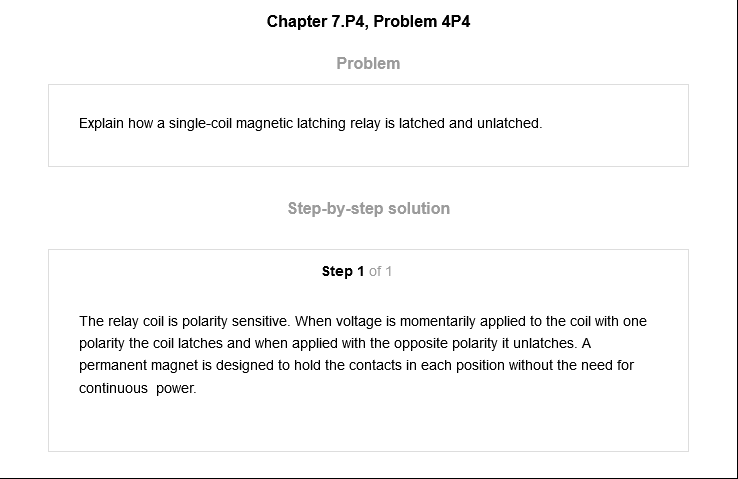 Chapter 7.P4, Problem 4P4
Problem
Explain how a single-coil magnetic latching relay is latched and unlatched.
Step-by-step solution
Step 1 of 1
The relay coil is polarity sensitive. When voltage is momentarily applied to the coil with one
polarity the coil latches and when applied with the opposite polarity it unlatches. A
permanent magnet is designed to hold the contacts in each position without the need for
continuous  power.